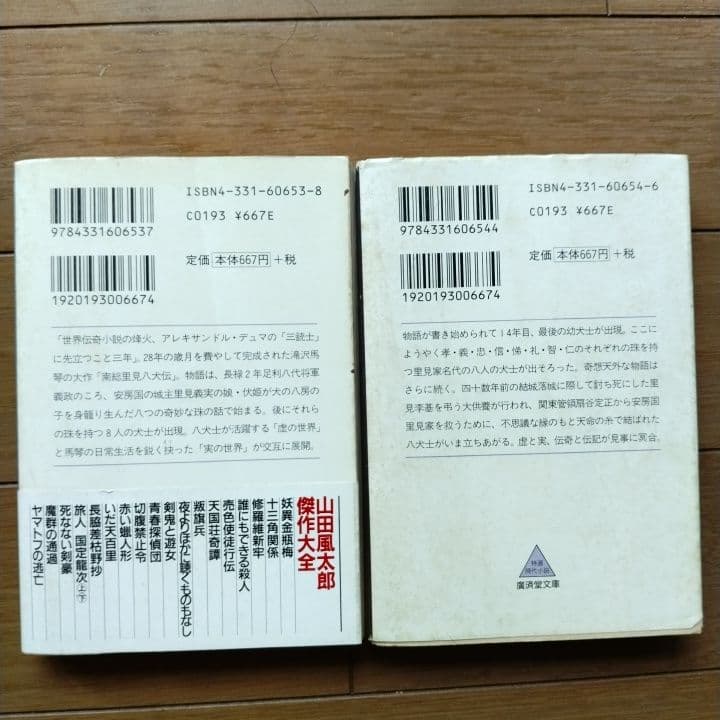 ISBN4-331-60653-8
C0193 ¥667E
9784331606537
定価 本体667円 +税
1920193006674
「世界伝奇小説の烽火、アレキサンドル・デュマの「三銃士」
に先立つこと三年」。28年の歳月を費やして完成された滝沢馬
琴の大作「南総里見八犬伝」。物語は、長禄2年足利八代将軍
義政のころ、安房国の城主里見義実の娘・伏姫が犬の八房の
子を身籠り生んだ八つの奇妙な珠の話で始まる。後にそれぞ
れの珠を持つ8人の犬士が出現。八犬士が活躍する「虚の世界」
と馬琴の日常生活を鋭く抉った「実の世界」が交互に展開。
山田風太郎
傑作大全
妖異金瓶梅
十三角関係
修羅維新牢
誰にもできる殺人
売色使徒行伝
天国荘奇譚
叛旗兵
夜よりほかに聴くものもなし
剣鬼と遊女
青春探偵団
切腹禁止令
赤い蠟人形
いだ天百里
長脇差枯野抄
旅人 国定龍次 上・下
死なない剣豪
魔群の通過
ヤマトフの逃亡
ISBN4-331-60654-6
C0193 ¥667E
9784331606544
定価 本体667円 +税
1920193006674
物語が書き始められて14年目、最後の幼犬士が出現。ここに
ようやく孝・義・忠・信・悌・礼・智・仁のそれぞれの珠を持
つ里見家名代の八人の犬士が出そろった。奇想天外な物語は
さらに続く。四十数年前の結城落城に際して討ち死にした里
見季基を弔う大供養が行われ、関東管領扇谷定正から安房国
里見家を救うために、不思議な縁のもと天命の糸で結ばれた
八犬士がいま立ちあがる。虚と実、伝奇と伝記が見事に冥合。
特選
時代小説
廣済堂文庫